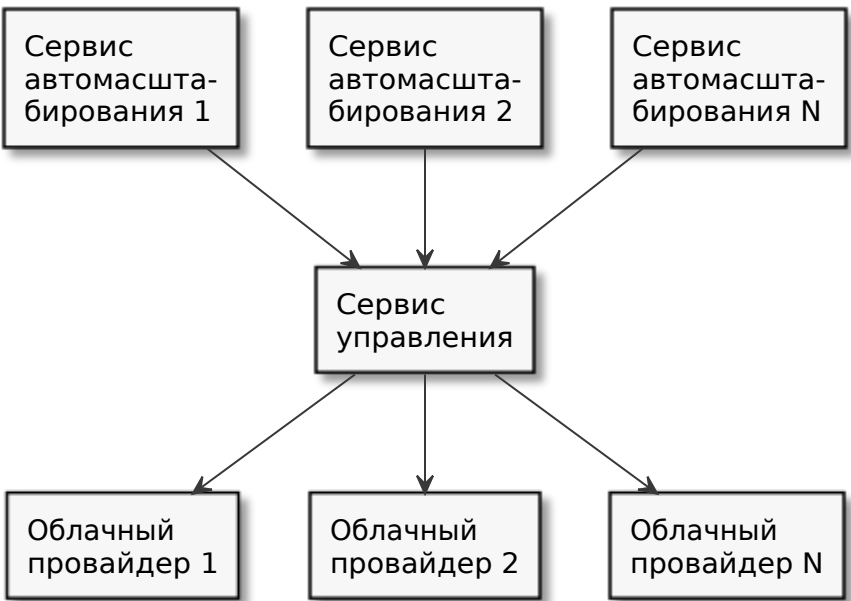 Сервис
автомасшта-
бирования 1
Сервис
автомасшта-
бирования 2
Сервис
автомасшта-
бирования N
Сервис
управления
Облачный
провайдер 1
Облачный
провайдер 2
Облачный
провайдер N